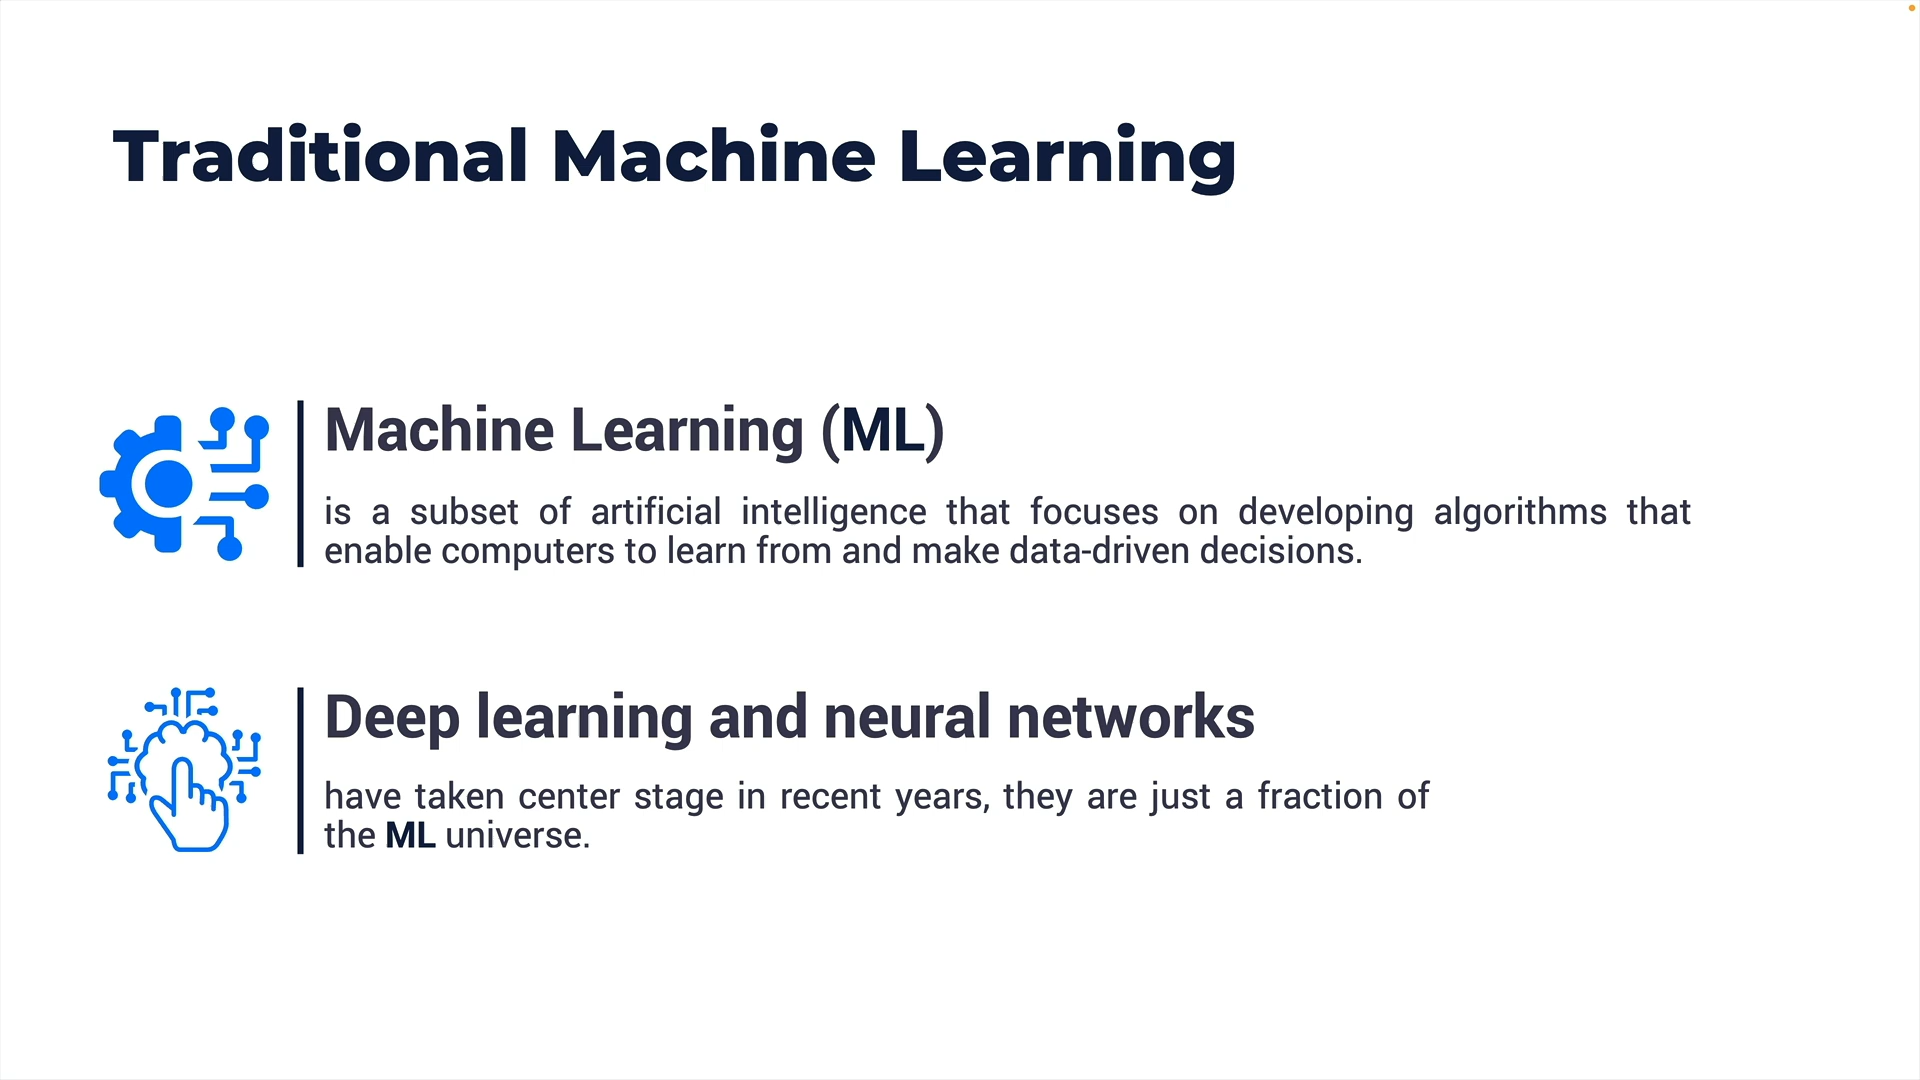 Traditional Machine Learning
Machine Learning (ML)
is a subset of artificial intelligence that focuses on developing algorithms that
enable computers to learn from and make data-driven decisions.
Deep learning and neural networks
have taken center stage in recent years, they are just a fraction of
the ML universe.